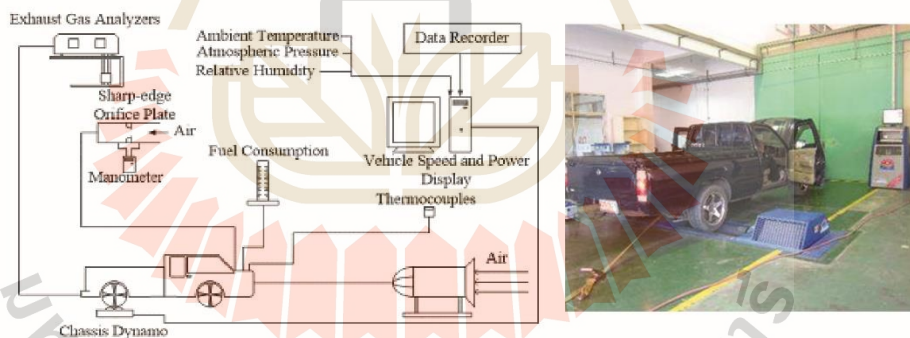 Exhaust Gas Analyzers
Ambient Temperature
Atmospheric Pressure
Relative Humidity
Data Recorder
Sharp-edge
Orifice Plate
Air
Manometer
Fuel Consumption
Vehicle Speed and Power
Display
Thermocouples
Air
Chassis Dynamo